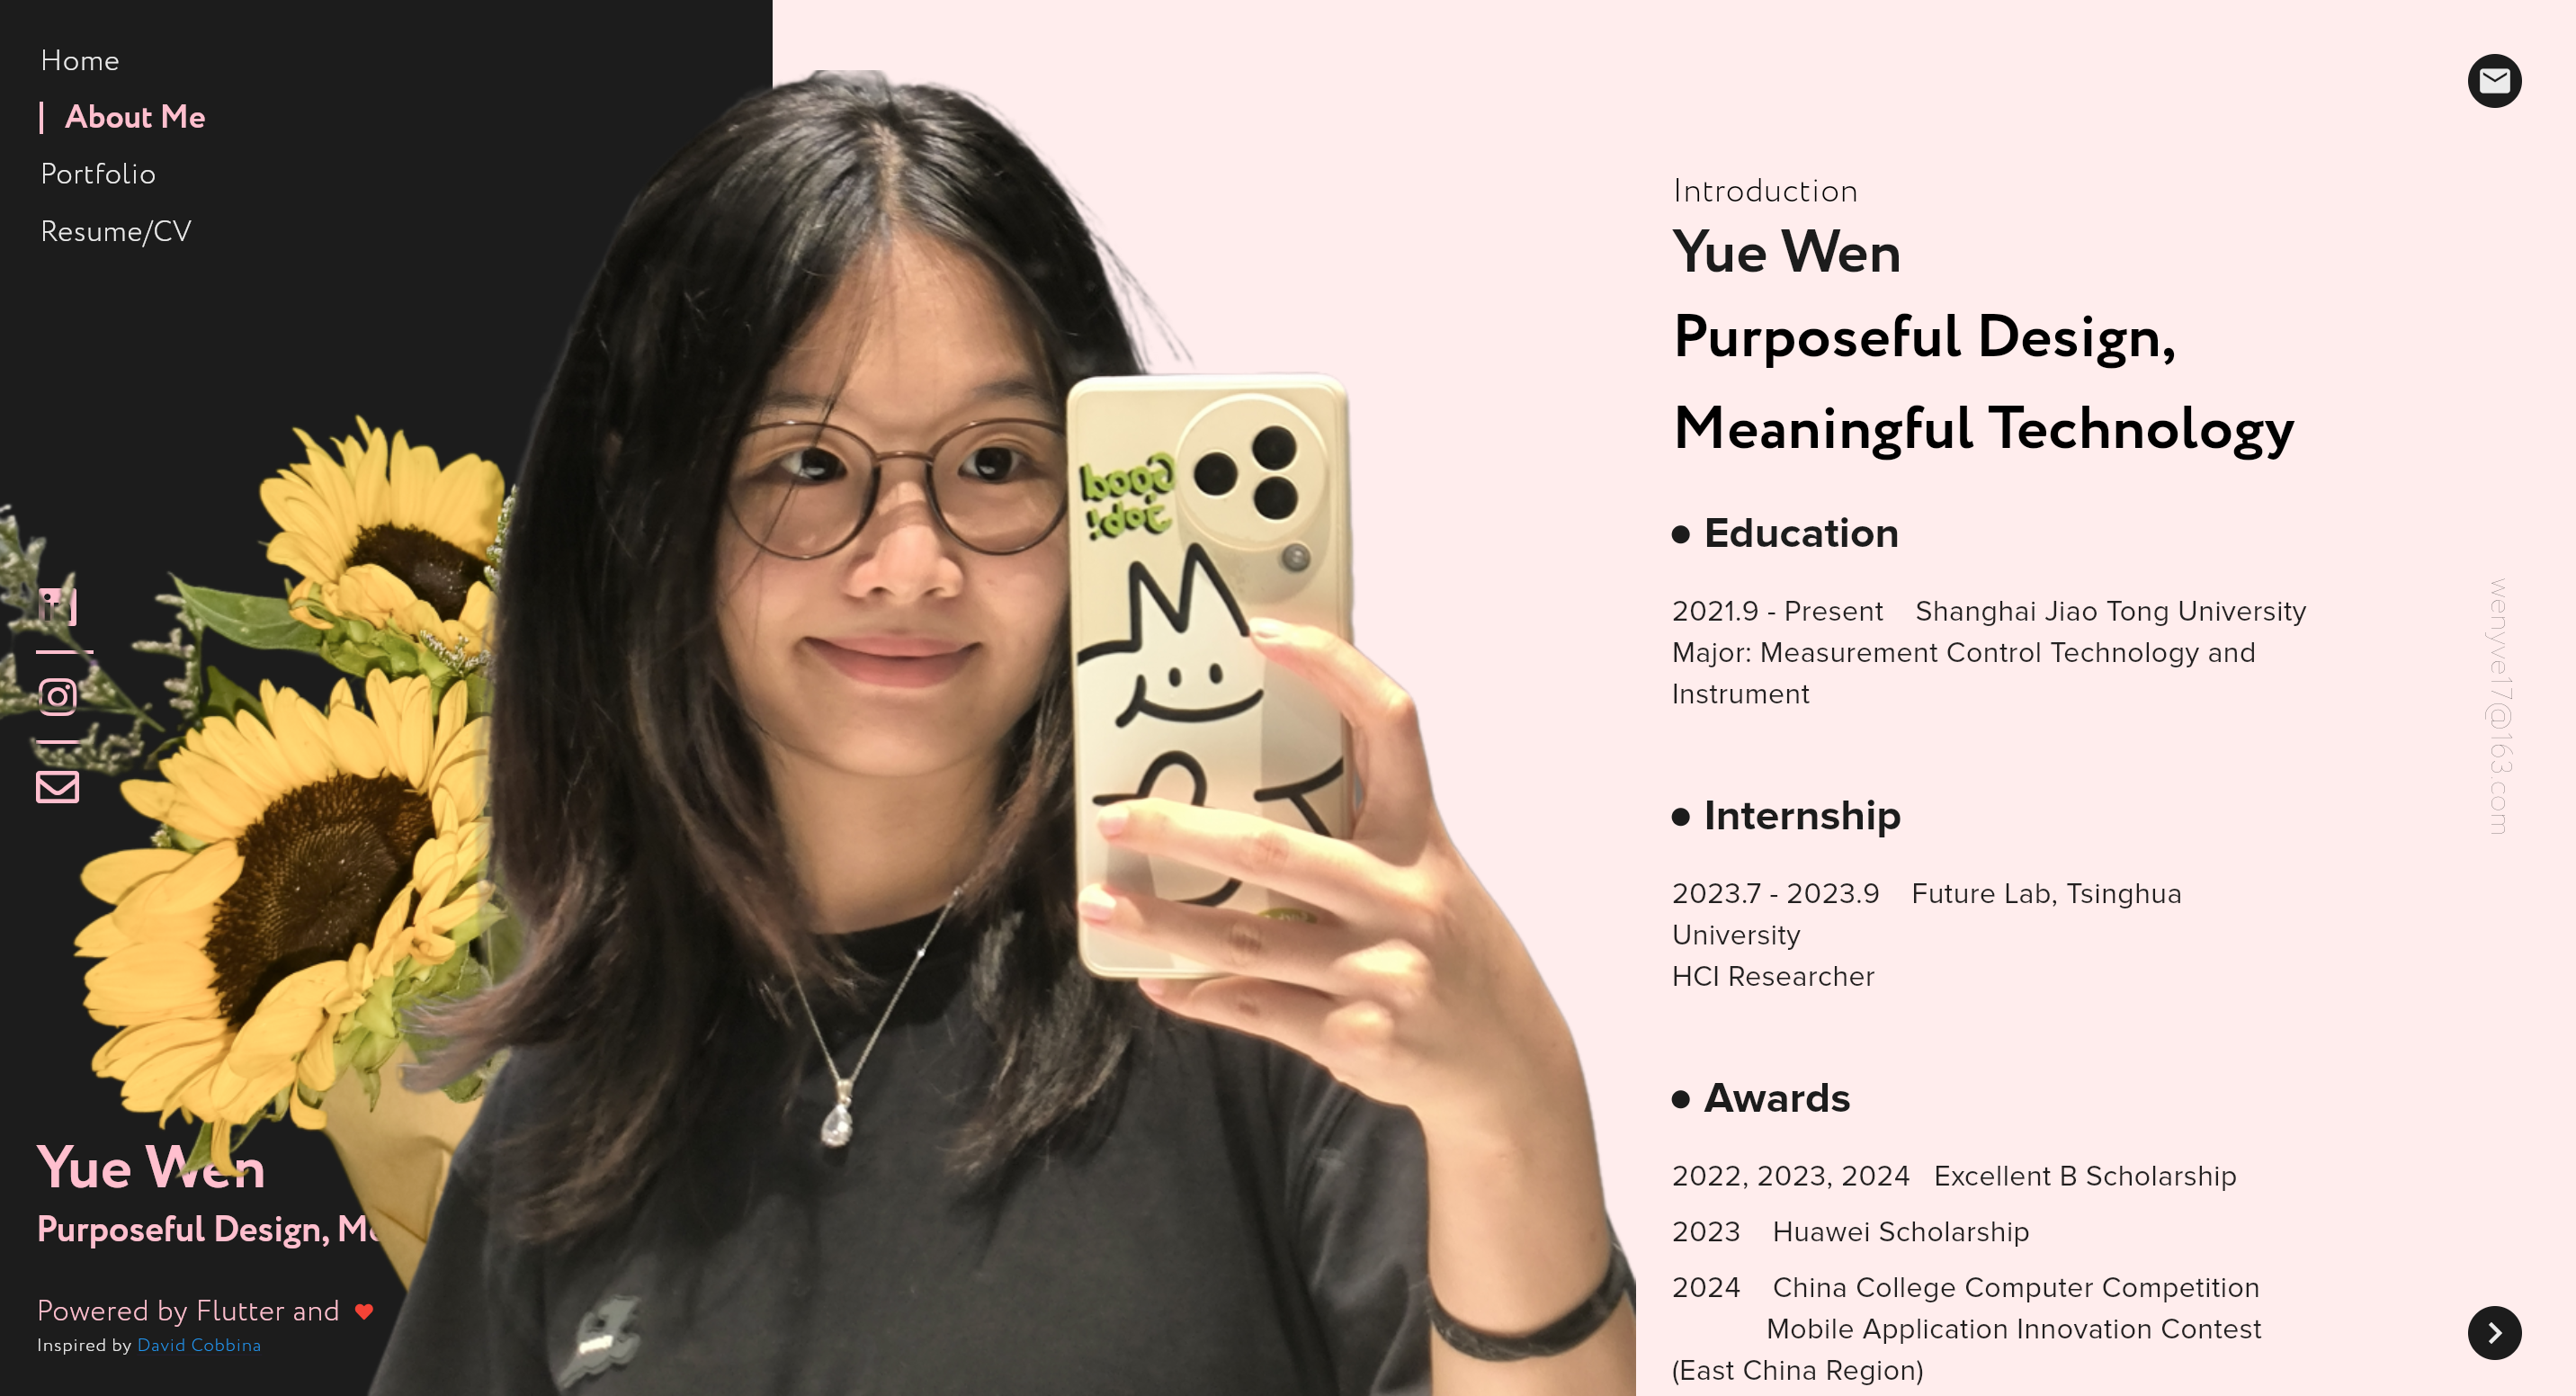 Home
About Me
Portfolio
Resume/CV
Introduction
Yue Wen
Purposeful Design,
Meaningful Technology
● Education
2021.9 - Present Shanghai Jiao Tong University
Major: Measurement Control Technology and
Instrument
● Internship
2023.7 - 2023.9 Future Lab, Tsinghua
University
HCI Researcher
● Awards
2022, 2023, 2024 Excellent B Scholarship
2023 Huawei Scholarship
2024 China College Computer Competition
Mobile Application Innovation Contest
(East China Region)
wenyve17@163.com
Good
Job!
Yue Wen
Purposeful Design,
Powered by Flutter and
Inspired by David Cobbina